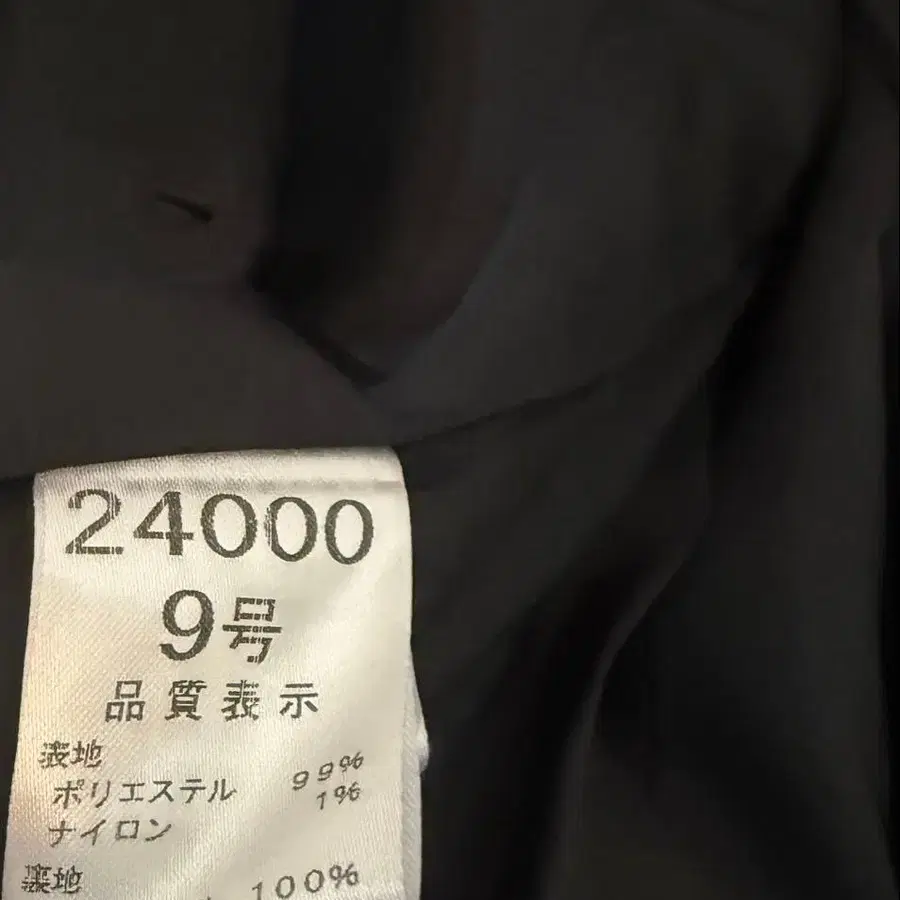 24000
9号
品質表示
表地
ポリエステル 99%
ナイロン 1%
裏地
100%